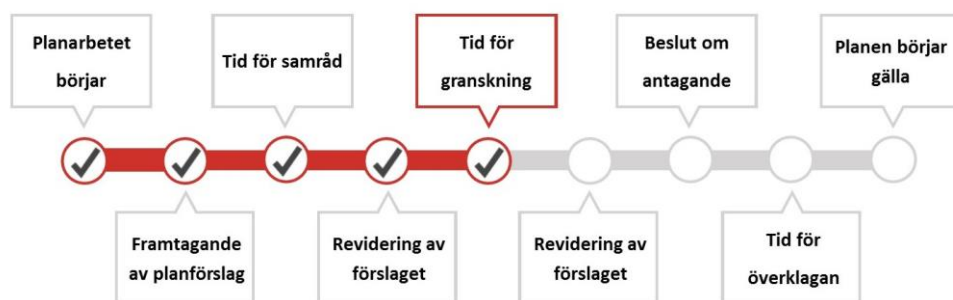 Planarbetet
börjar
Tid för samråd
Tid för
granskning
Beslut om
antagande
Planen börjar
gälla
Framtagande
av planförslag
Revidering av
förslaget
Revidering av
förslaget
Tid för
överklagan